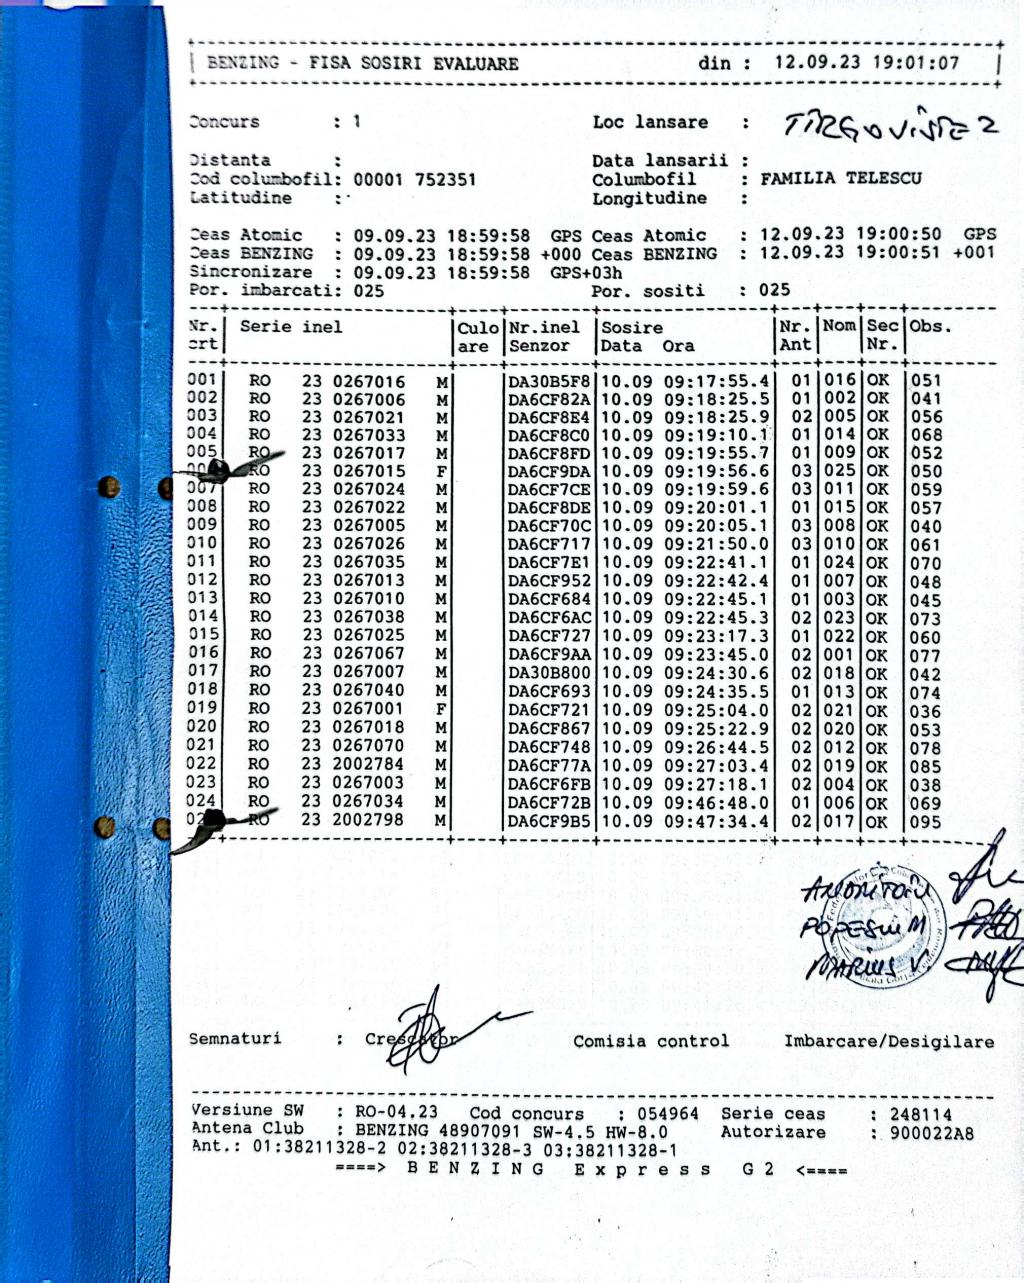 BENZING - FISA SOSIRI EVALUARE din : 12.09.23 19:01:07
Concurs : 1 Loc lansare : TÎRGOVIȘTE 2
Distanta : Data lansarii :
Cod columbofil: 00001 752351 Columbofil : FAMILIA TELESCU
Latitudine : Longitudine :
Ceas Atomic : 09.09.23 18:59:58 GPS Ceas Atomic : 12.09.23 19:00:50 GPS
Ceas BENZING : 09.09.23 18:59:58 +000 Ceas BENZING : 12.09.23 19:00:51 +001
Sincronizare : 09.09.23 18:59:58 GPS+03h
Por. imbarcati: 025 Por. sositi : 025
Nr. Serie inel Culo Nr.inel Sosire Nr. Nom Sec Obs.
crt are Senzor Data Ora Ant Nr.
001 RO 23 0267016 M DA30B5F8 10.09 09:17:55.4 01 016 OK 051
002 RO 23 0267006 M DA6CF82A 10.09 09:18:25.5 01 002 OK 041
003 RO 23 0267021 M DA6CF8E4 10.09 09:18:25.9 02 005 OK 056
004 RO 23 0267033 M DA6CF8C0 10.09 09:19:10.1 01 014 OK 068
005 RO 23 0267017 M DA6CF8FD 10.09 09:19:55.7 01 009 OK 052
006 RO 23 0267015 F DA6CF9DA 10.09 09:19:56.6 03 025 OK 050
007 RO 23 0267024 M DA6CF7CE 10.09 09:19:59.6 03 011 OK 059
008 RO 23 0267022 M DA6CF8DE 10.09 09:20:01.1 01 015 OK 057
009 RO 23 0267005 M DA6CF70C 10.09 09:20:05.1 03 008 OK 040
010 RO 23 0267026 M DA6CF717 10.09 09:21:50.0 03 010 OK 061
011 RO 23 0267035 M DA6CF7E1 10.09 09:22:41.1 01 024 OK 070
012 RO 23 0267013 M DA6CF952 10.09 09:22:42.4 01 007 OK 048
013 RO 23 0267010 M DA6CF684 10.09 09:22:45.1 01 003 OK 045
014 RO 23 0267038 M DA6CF6AC 10.09 09:22:45.3 02 023 OK 073
015 RO 23 0267025 M DA6CF727 10.09 09:23:17.3 01 022 OK 060
016 RO 23 0267067 M DA6CF9AA 10.09 09:23:45.0 02 001 OK 077
017 RO 23 0267007 M DA30B800 10.09 09:24:30.6 02 018 OK 042
018 RO 23 0267040 M DA6CF693 10.09 09:24:35.5 01 013 OK 074
019 RO 23 0267001 F DA6CF721 10.09 09:25:04.0 02 021 OK 036
020 RO 23 0267018 M DA6CF867 10.09 09:25:22.9 02 020 OK 053
021 RO 23 0267070 M DA6CF748 10.09 09:26:44.5 02 012 OK 078
022 RO 23 2002784 M DA6CF77A 10.09 09:27:03.4 02 019 OK 085
023 RO 23 0267003 M DA6CF6FB 10.09 09:27:18.1 02 004 OK 038
024 RO 23 0267034 M DA6CF72B 10.09 09:46:48.0 01 006 OK 069
025 RO 23 2002798 M DA6CF9B5 10.09 09:47:34.4 02 017 OK 095
POPESCU M
MARIUS V.
Semnaturi : Crescator Comisia control Imbarcare/Desigilare
Versiune SW : RO-04.23 Cod concurs : 054964 Serie ceas : 248114
Antena Club : BENZING 48907091 SW-4.5 HW-8.0 Autorizare : 900022A8
Ant.: 01:38211328-2 02:38211328-3 03:38211328-1
====> B E N Z I N G E x p r e s s G 2 <====